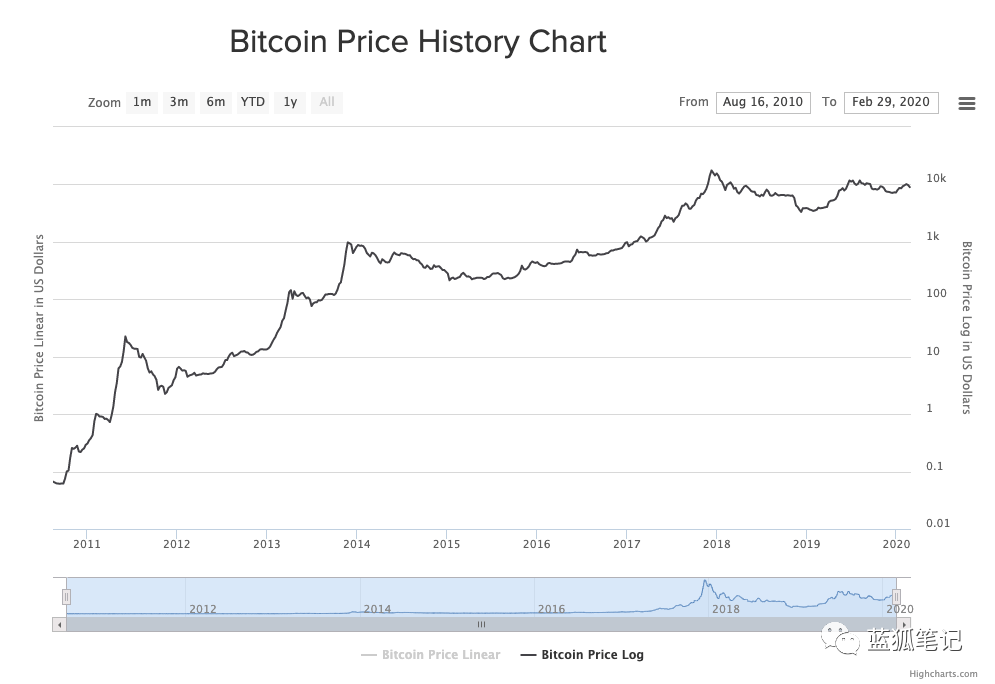 Bitcoin Price History Chart
Zoom 1m 3m 6m YTD 1y All
From Aug 16, 2010 To Feb 29, 2020
Bitcoin Price Linear in US Dollars
10k
1k
100
10
1
0.1
0.01
Bitcoin Price Log in US Dollars
2011 2012 2013 2014 2015 2016 2017 2018 2019 2020
2012 2014 2016 2018 2020
蓝狐笔记
Bitcoin Price Linear Bitcoin Price Log
Highcharts.com